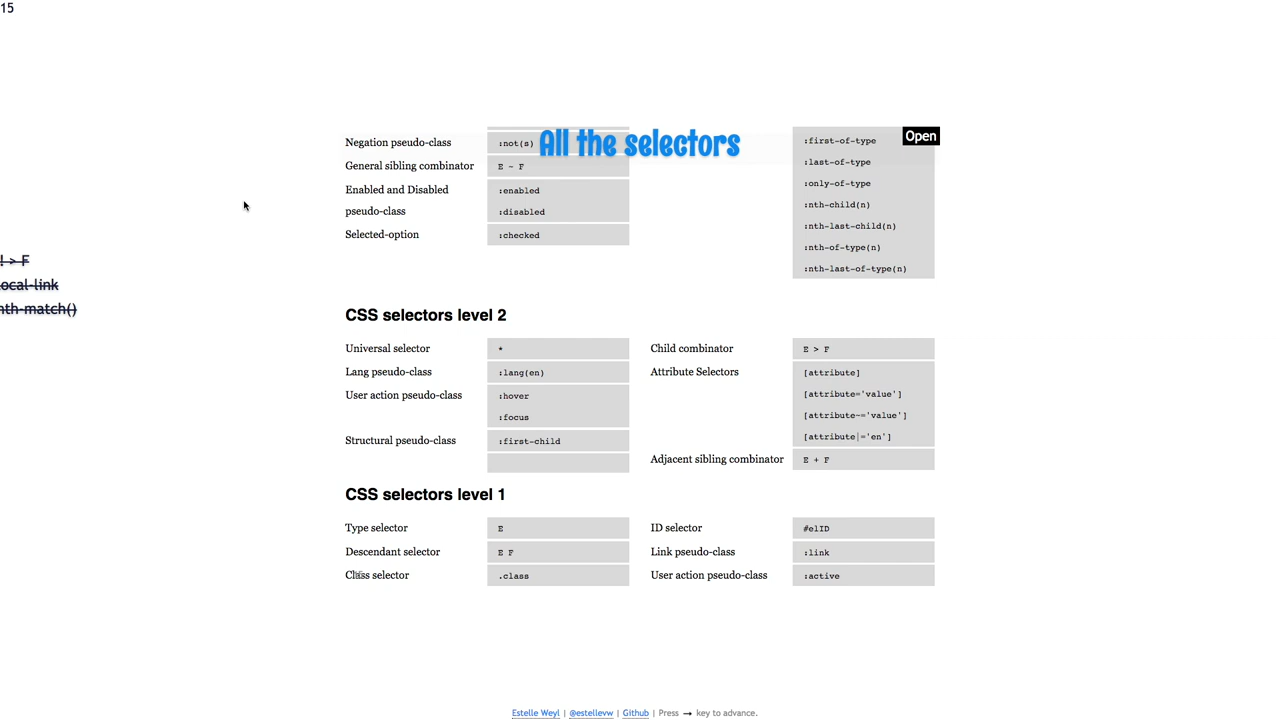 15
All the selectors
Open
Negation pseudo-class :not(s)
General sibling combinator E ~ F
Enabled and Disabled :enabled
pseudo-class :disabled
Selected-option :checked
:first-of-type
:last-of-type
:only-of-type
:nth-child(n)
:nth-last-child(n)
:nth-of-type(n)
:nth-last-of-type(n)
! > F
ocal-link
nth-match()
CSS selectors level 2
Universal selector *
Lang pseudo-class :lang(en)
User action pseudo-class :hover
:focus
Structural pseudo-class :first-child
Child combinator E > F
Attribute Selectors [attribute]
[attribute='value']
[attribute~='value']
[attribute|='en']
Adjacent sibling combinator E + F
CSS selectors level 1
Type selector E
Descendant selector E F
Class selector .class
ID selector #elID
Link pseudo-class :link
User action pseudo-class :active
Estelle Weyl | @estellevw | Github | Press → key to advance.